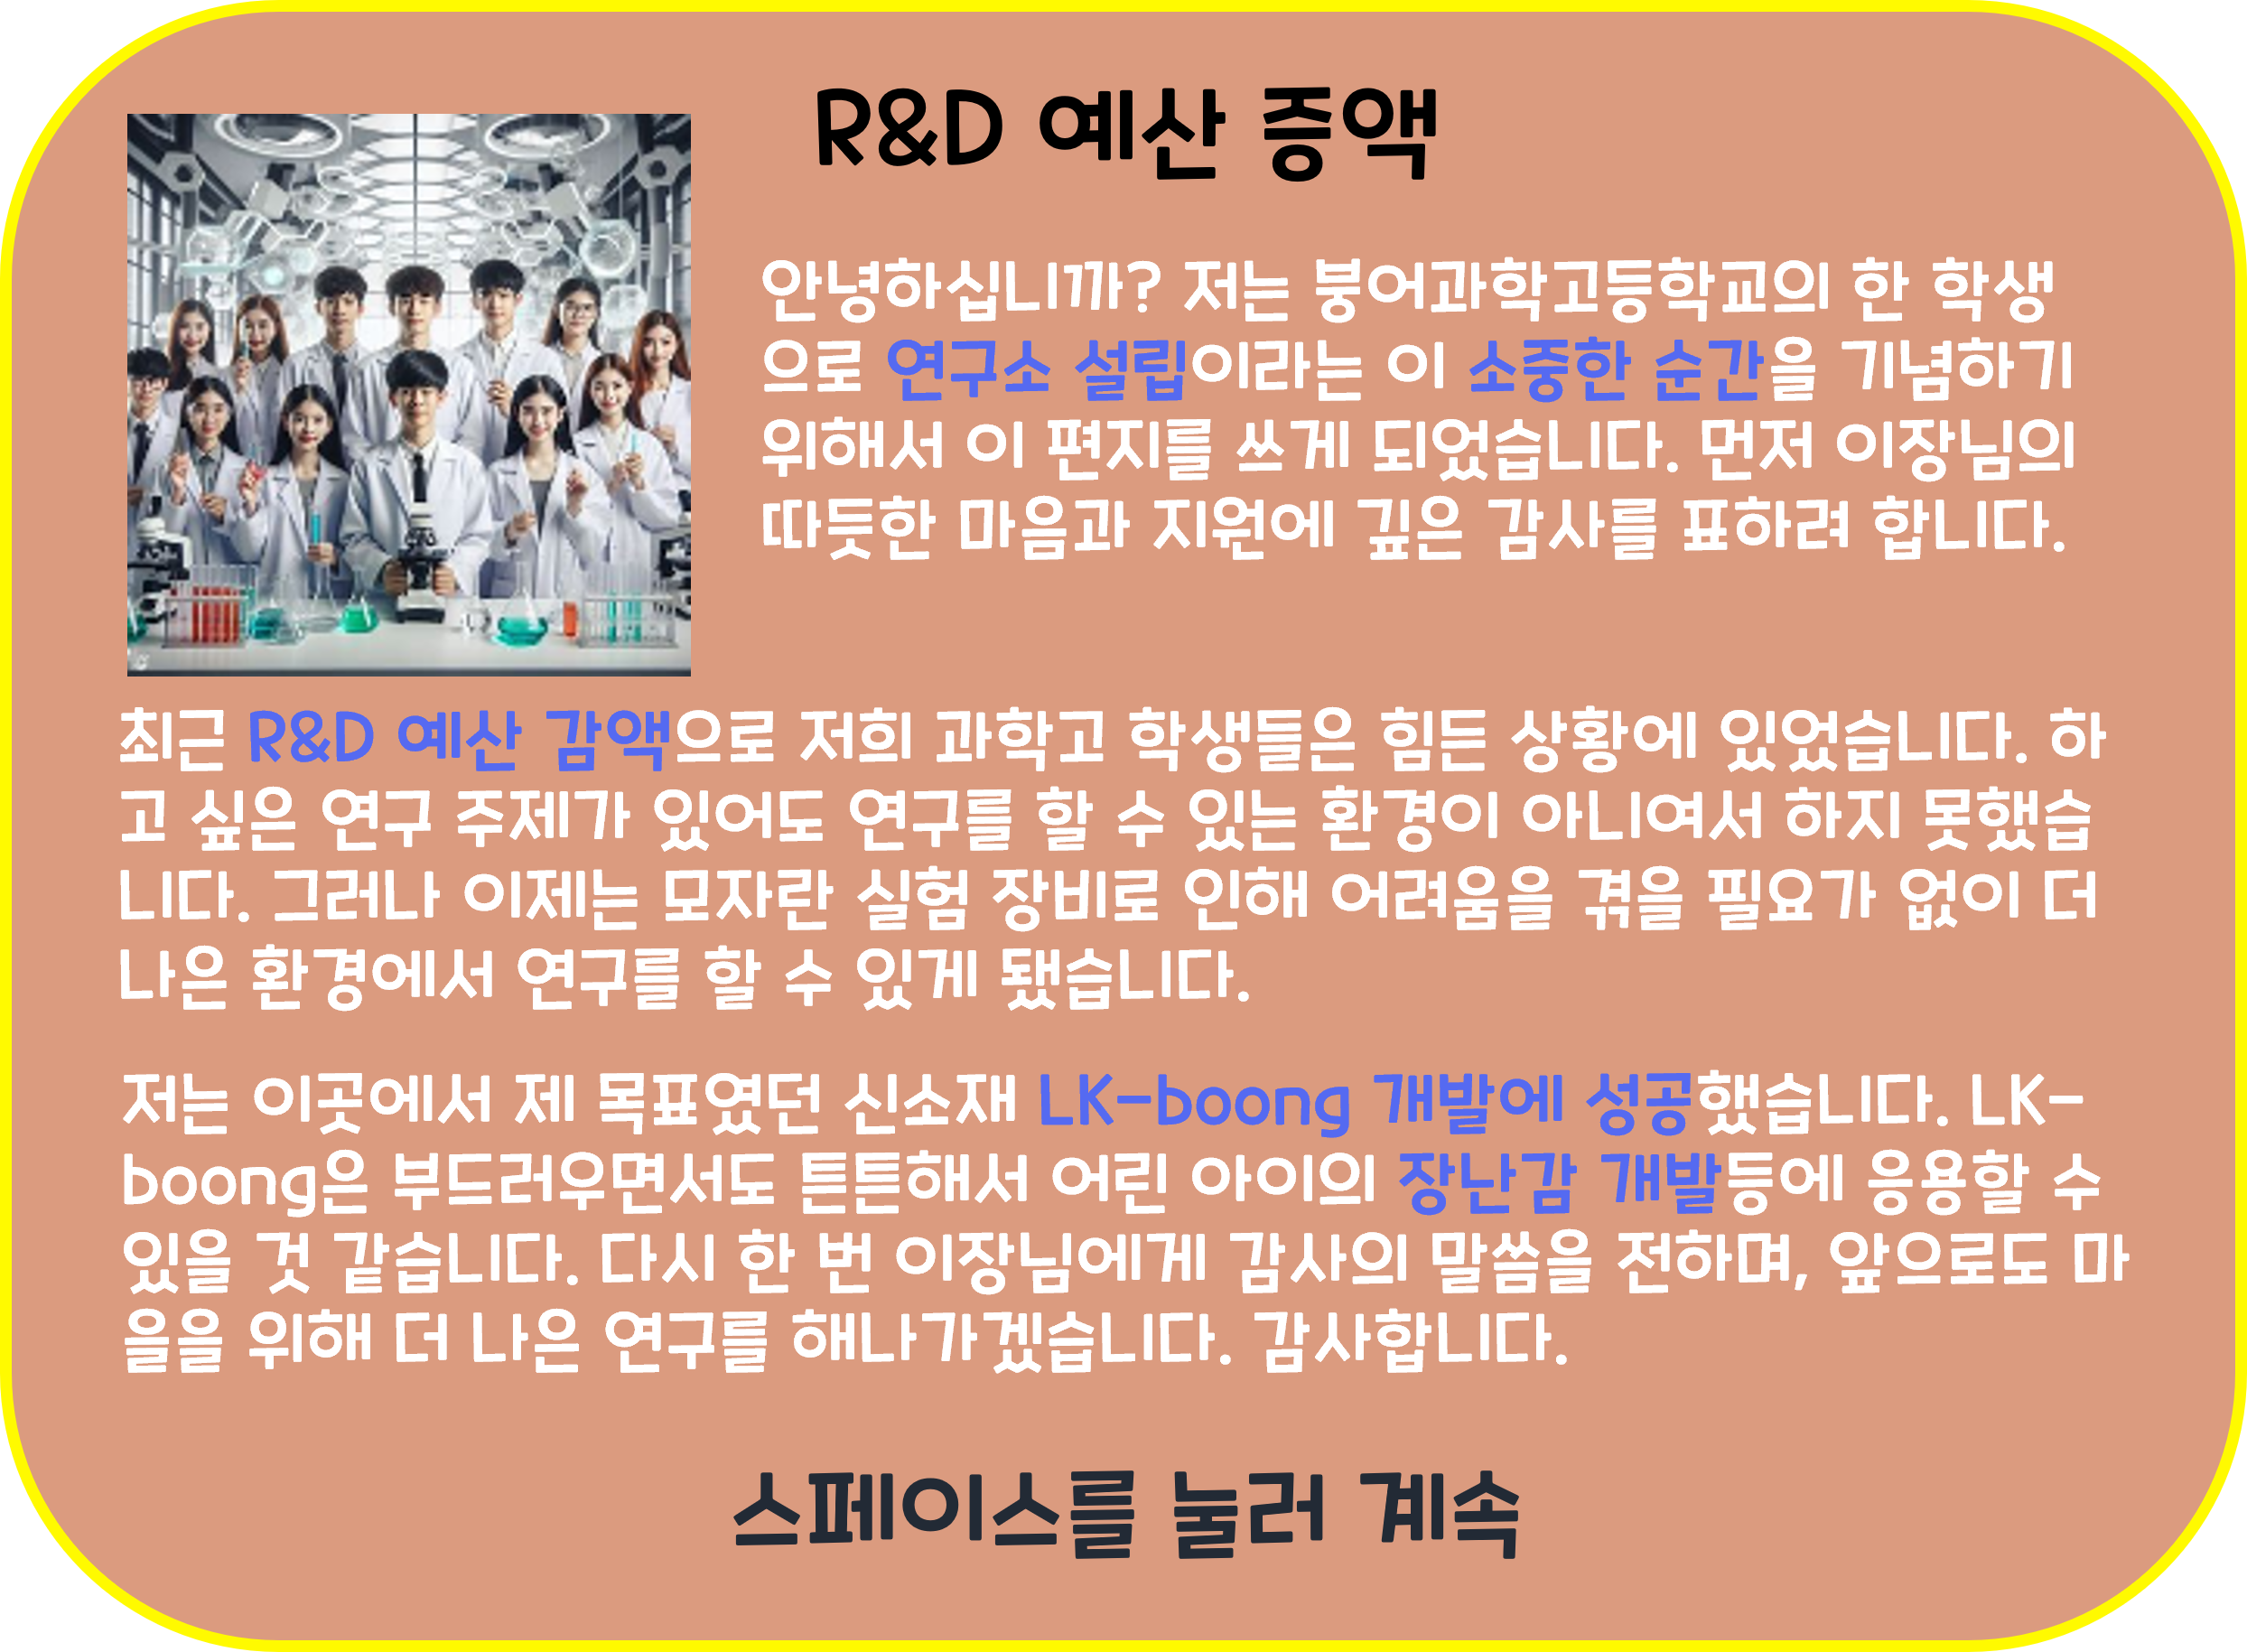 R&D 예산 증액
안녕하십니까? 저는 붕어과학고등학교의 한 학생
으로 연구소 설립이라는 이 소중한 순간을 기념하기
위해서 이 편지를 쓰게 되었습니다. 먼저 이장님의
따듯한 마음과 지원에 깊은 감사를 표하려 합니다.
최근 R&D 예산 감액으로 저희 과학고 학생들은 힘든 상황에 있었습니다. 하
고 싶은 연구 주제가 있어도 연구를 할 수 있는 환경이 아니여서 하지 못했습
니다. 그러나 이제는 모자란 실험 장비로 인해 어려움을 겪을 필요가 없이 더
나은 환경에서 연구를 할 수 있게 됐습니다.
저는 이곳에서 제 목표였던 신소재 LK-boong 개발에 성공했습니다. LK-
boong은 부드러우면서도 튼튼해서 어린 아이의 장난감 개발등에 응용할 수
있을 것 같습니다. 다시 한 번 이장님에게 감사의 말씀을 전하며, 앞으로도 마
을을 위해 더 나은 연구를 해나가겠습니다. 감사합니다.
스페이스를 눌러 계속